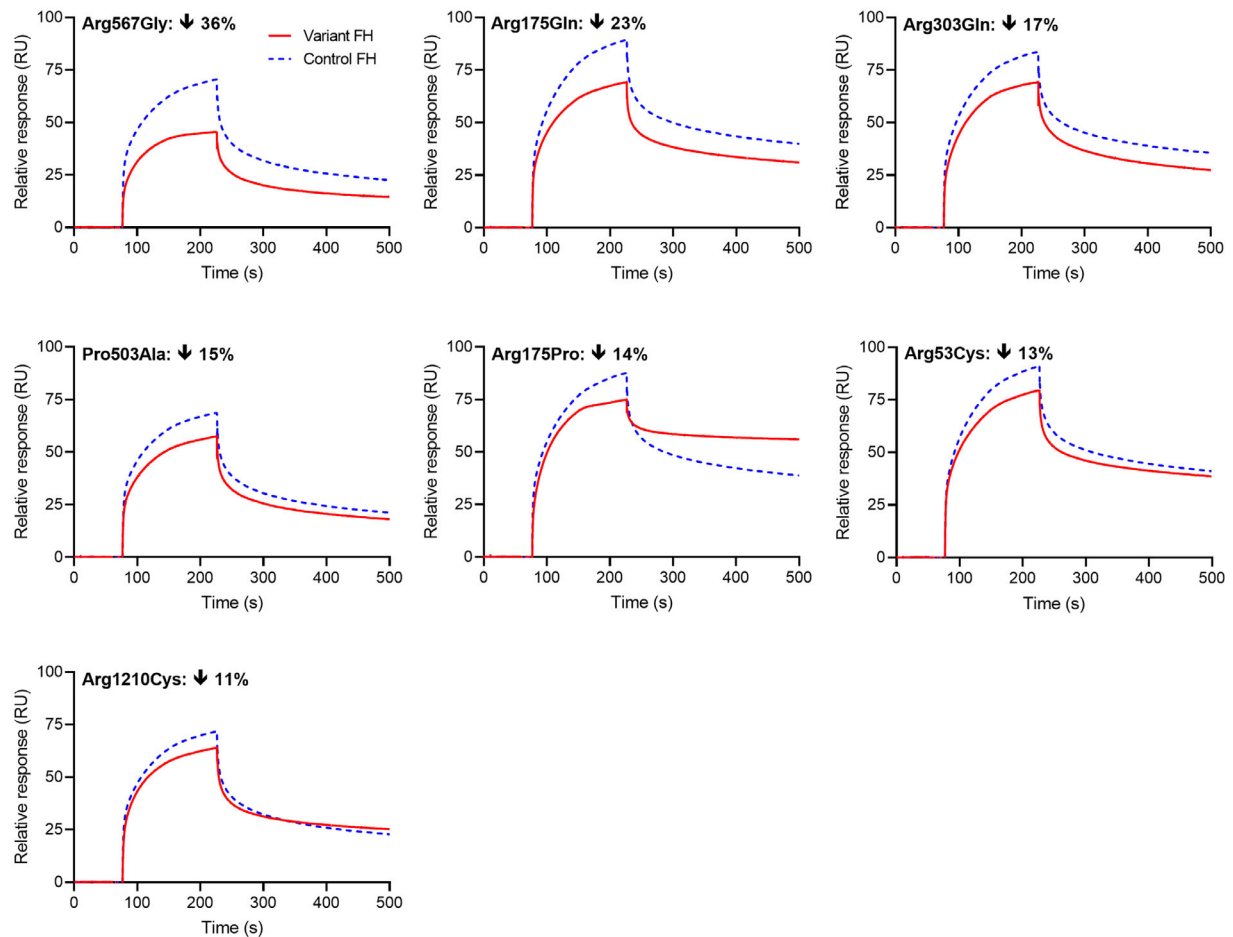 Arg567Gly: ↓ 36%
Variant FH
Control FH
Relative response (RU)
100
75
50
25
0
0 100 200 300 400 500
Time (s)
Arg175Gln: ↓ 23%
Relative response (RU)
100
75
50
25
0
0 100 200 300 400 500
Time (s)
Arg303Gln: ↓ 17%
Relative response (RU)
100
75
50
25
0
0 100 200 300 400 500
Time (s)
Pro503Ala: ↓ 15%
Relative response (RU)
100
75
50
25
0
0 100 200 300 400 500
Time (s)
Arg175Pro: ↓ 14%
Relative response (RU)
100
75
50
25
0
0 100 200 300 400 500
Time (s)
Arg53Cys: ↓ 13%
Relative response (RU)
100
75
50
25
0
0 100 200 300 400 500
Time (s)
Arg1210Cys: ↓ 11%
Relative response (RU)
100
75
50
25
0
0 100 200 300 400 500
Time (s)